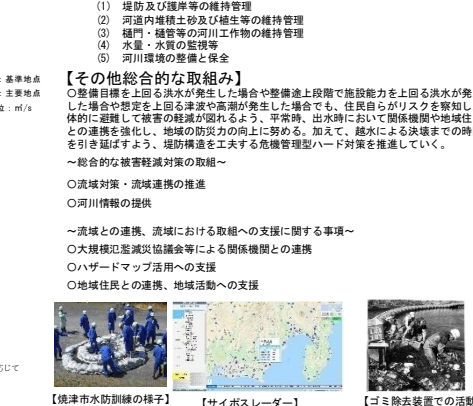 (1) 堤防及び護岸等の維持管理
(2) 河道内堆積土砂及び植生等の維持管理
(3) 樋門・樋管等の河川工作物の維持管理
(4) 水量・水質の監視等
(5) 河川環境の整備と保全
：基準地点
：主要地点
位：㎥/s
【その他総合的な取組み】
○整備目標を上回る洪水が発生した場合や整備途上段階で施設能力を上回る洪水が発
した場合や想定を上回る津波や高潮が発生した場合でも、住民自らがリスクを察知し
体的に避難して被害の軽減が図れるよう、平常時、出水時において関係機関や地域住
との連携を強化し、地域の防災力の向上に努める。加えて、越水による決壊までの時
を引き延ばすよう、堤防構造を工夫する危機管理型ハード対策を推進していく。
～総合的な被害軽減対策の取組～
○流域対策・流域連携の推進
○河川情報の提供
～流域との連携、流域における取組への支援に関する事項～
○大規模氾濫減災協議会等による関係機関との連携
○ハザードマップ活用への支援
○地域住民との連携、地域活動への支援
応じて
【焼津市水防訓練の様子】
【サイポスレーダー】
【ゴミ除去装置での活動